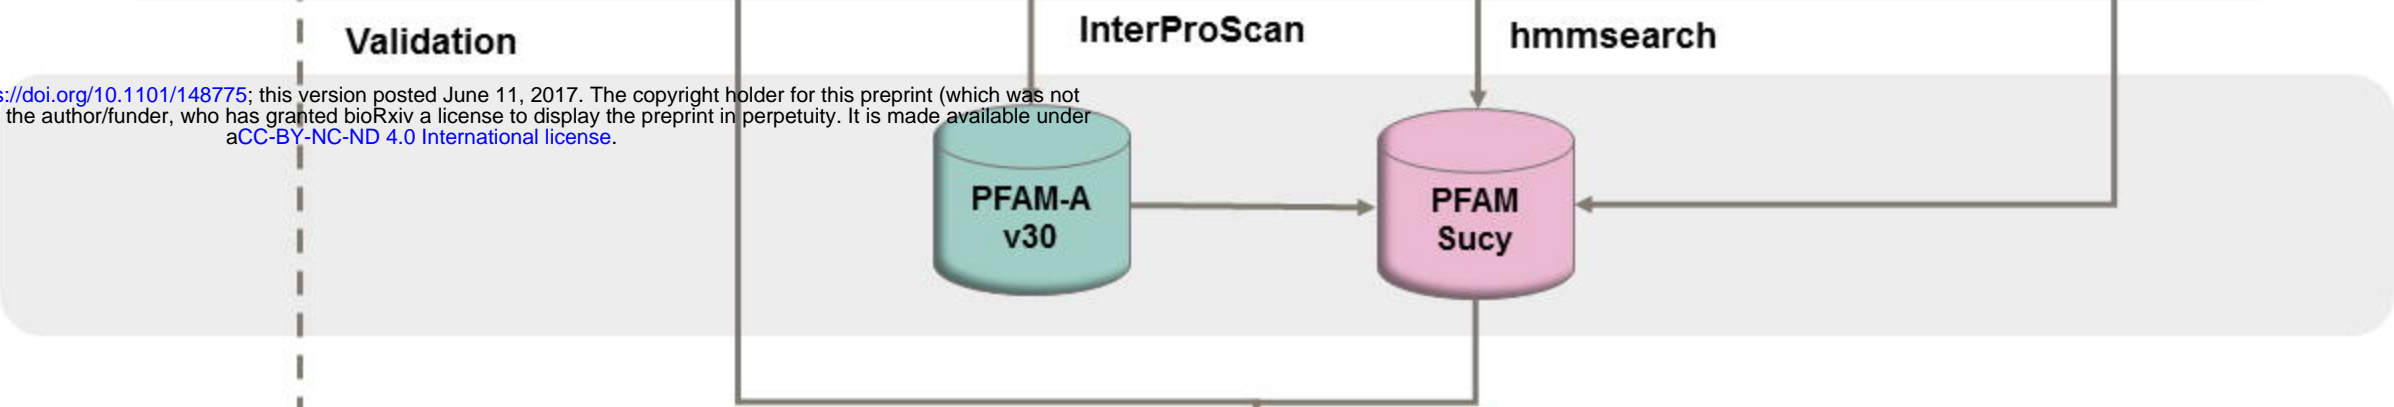 Validation
InterProScan
hmmsearch
s://doi.org/10.1101/148775; this version posted June 11, 2017. The copyright holder for this preprint (which was not
the author/funder, who has granted bioRxiv a license to display the preprint in perpetuity. It is made available under
aCC-BY-NC-ND 4.0 International license.
PFAM-A
v30
PFAM
Sucy